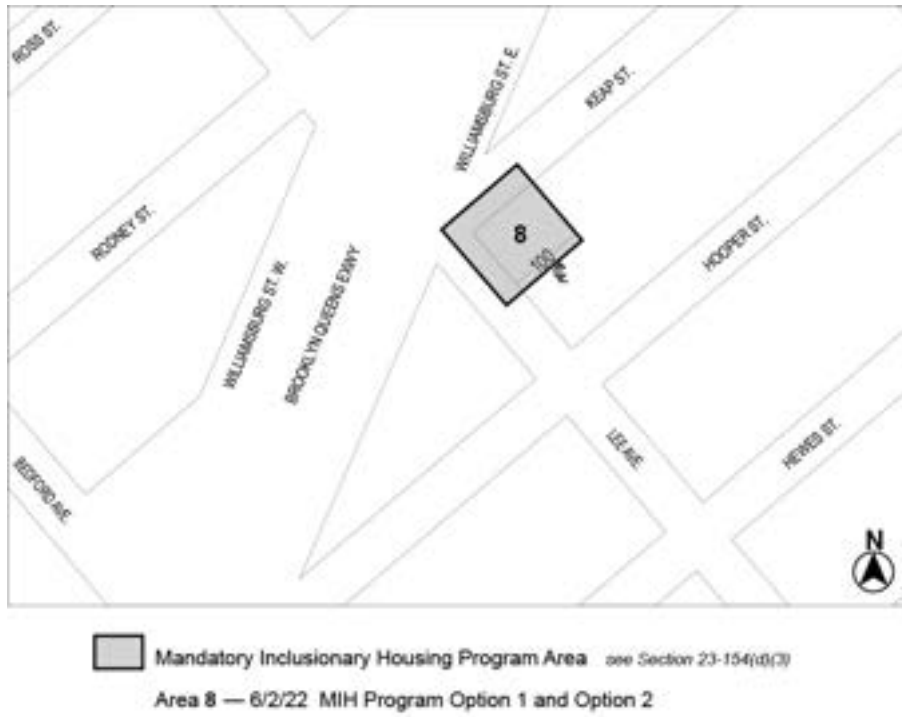 ROSS ST.
WILLIAMSBURG ST. E.
KEAP ST.
RODNEY ST.
8
100
HOOPER ST.
WILLIAMSBURG ST. W.
BROOKLYN QUEENS EXWY
BEDFORD AVE.
LEE AVE.
HEWES ST.
N
Mandatory Inclusionary Housing Program Area see Section 23-154(d)(3)
Area 8 — 6/2/22 MIH Program Option 1 and Option 2